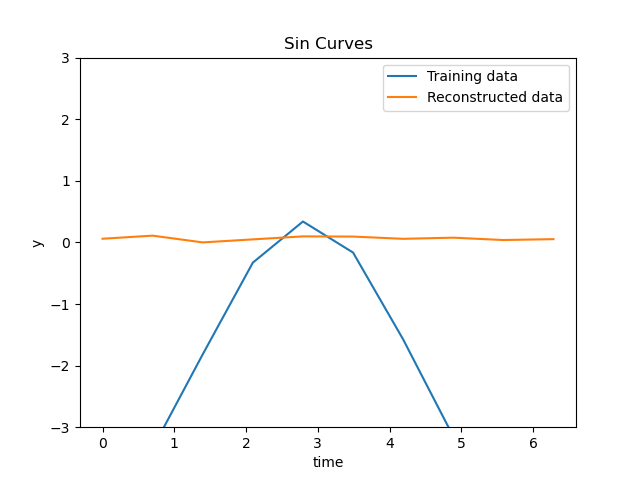 Sin Curves
Training data
Reconstructed data
3
2
1
0
−1
−2
−3
y
0 1 2 3 4 5 6
time